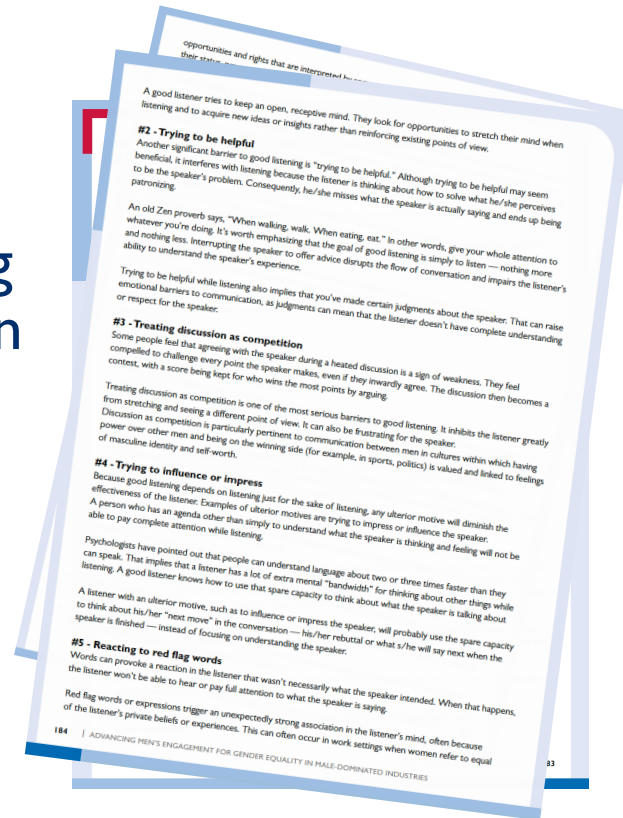 opportunities and rights that are interpreted by
their status,
g
n
A good listener tries to keep an open, receptive mind. They look for opportunities to stretch their mind when
listening and to acquire new ideas or insights rather than reinforcing existing points of view.
#2 - Trying to be helpful
Another significant barrier to good listening is "trying to be helpful." Although trying to be helpful may seem
beneficial, it interferes with listening because the listener is thinking about how to solve what he/she perceives
to be the speaker's problem. Consequently, he/she misses what the speaker is actually saying and ends up being
patronizing.
An old Zen proverb says, "When walking, walk. When eating, eat." In other words, give your whole attention to
whatever you're doing. It's worth emphasizing that the goal of good listening is simply to listen — nothing more
and nothing less. Interrupting the speaker to offer advice disrupts the flow of conversation and impairs the listener's
ability to understand the speaker's experience.
Trying to be helpful while listening also implies that you've made certain judgments about the speaker. That can raise
emotional barriers to communication, as judgments can mean that the listener doesn't have complete understanding
or respect for the speaker.
#3 - Treating discussion as competition
Some people feel that agreeing with the speaker during a heated discussion is a sign of weakness. They feel
compelled to challenge every point the speaker makes, even if they inwardly agree. The discussion then becomes a
contest, with a score being kept for who wins the most points by arguing.
Treating discussion as competition is one of the most serious barriers to good listening. It inhibits the listener greatly
from stretching and seeing a different point of view. It can also be frustrating for the speaker.
Discussion as competition is particularly pertinent to communication between men in cultures within which having
power over other men and being on the winning side (for example, in sports, politics) is valued and linked to feelings
of masculine identity and self-worth.
#4 - Trying to influence or impress
Because good listening depends on listening just for the sake of listening, any ulterior motive will diminish the
effectiveness of the listener. Examples of ulterior motives are trying to impress or influence the speaker.
A person who has an agenda other than simply to understand what the speaker is thinking and feeling will not be
able to pay complete attention while listening.
Psychologists have pointed out that people can understand language about two or three times faster than they
can speak. That implies that a listener has a lot of extra mental "bandwidth" for thinking about other things while
listening. A good listener knows how to use that spare capacity to think about what the speaker is talking about
A listener with an ulterior motive, such as to influence or impress the speaker, will probably use the spare capacity
to think about his/her "next move" in the conversation — his/her rebuttal or what s/he will say next when the
speaker is finished — instead of focusing on understanding the speaker.
#5 - Reacting to red flag words
Words can provoke a reaction in the listener that wasn't necessarily what the speaker intended. When that happens,
the listener won't be able to hear or pay full attention to what the speaker is saying.
Red flag words or expressions trigger an unexpectedly strong association in the listener's mind, often because
of the listener's private beliefs or experiences. This can often occur in work settings when women refer to equal
184 | ADVANCING MEN'S ENGAGEMENT FOR GENDER EQUALITY IN MALE-DOMINATED INDUSTRIES
83